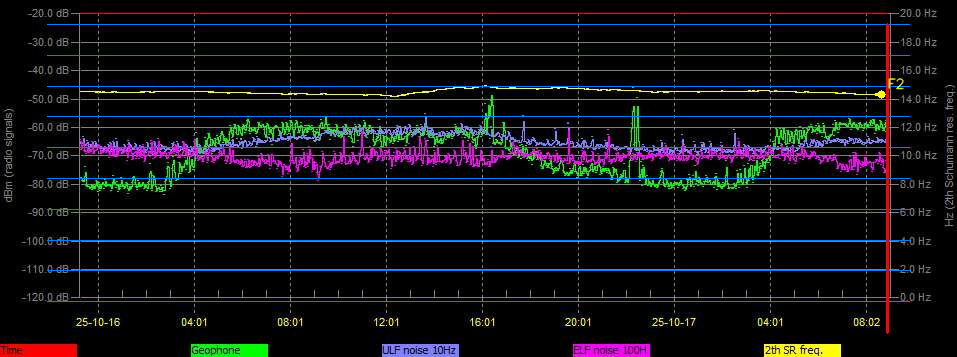 -20.0 dB 20.0 Hz
-30.0 dB 18.0 Hz
-40.0 dB 16.0 Hz
F2
-50.0 dB 14.0 Hz
-60.0 dB 12.0 Hz
-70.0 dB 10.0 Hz
-80.0 dB 8.0 Hz
-90.0 dB 6.0 Hz
-100.0 dB 4.0 Hz
-110.0 dB 2.0 Hz
-120.0 dB 0.0 Hz
dBm (radio signals)
Hz (2th Schumann res. freq.)
25-10-16 04:01 08:01 12:01 16:01 20:01 25-10-17 04:01 08:02
Time Geophone ULF noise 10Hz ELF noise 100H 2th SR freq.